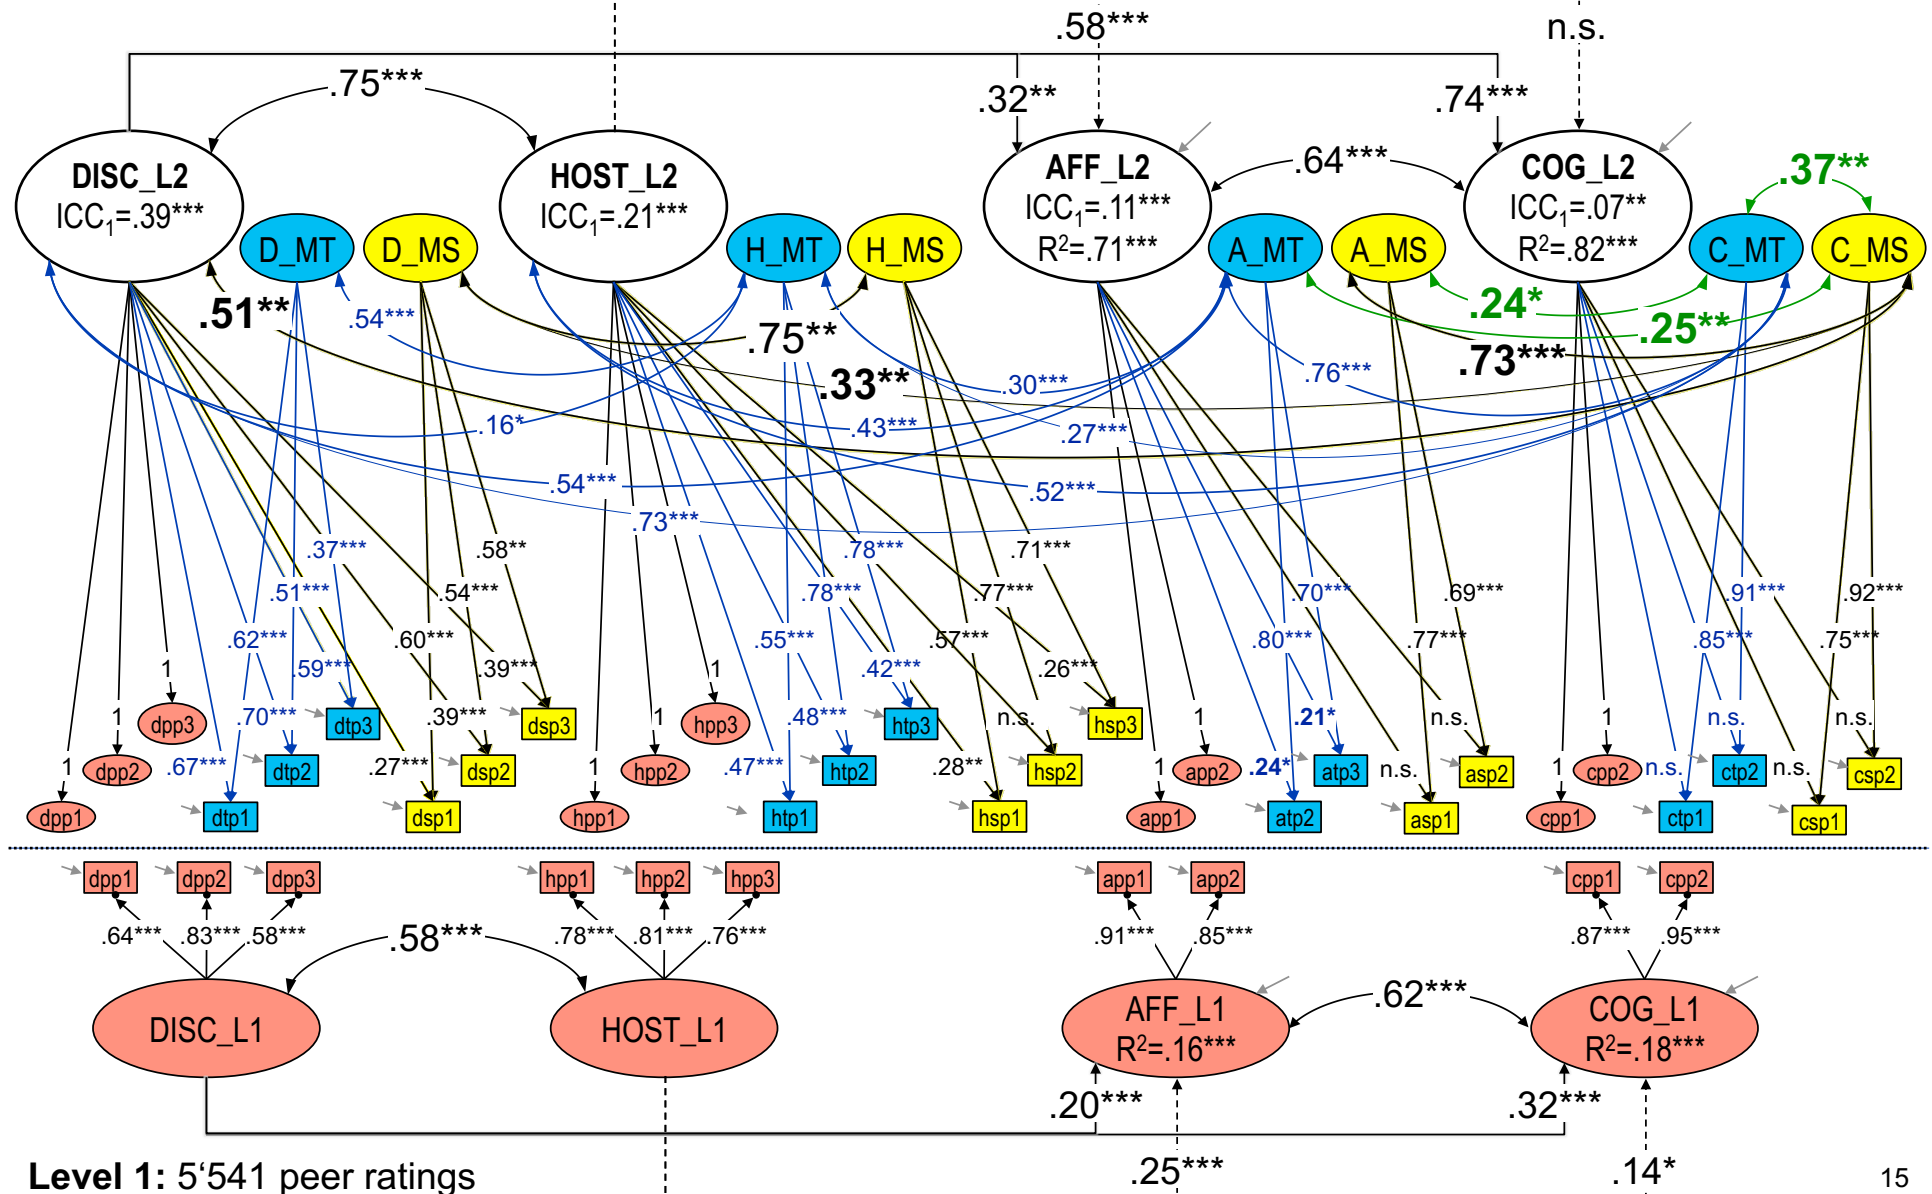 .58***
n.s.
.75***
.32**
.74***
DISC_L2
ICC1=.39***
HOST_L2
ICC1=.21***
AFF_L2
ICC1=.11***
R2=.71***
.64***
COG_L2
ICC1=.07**
R2=.82***
.37**
D_MT
D_MS
H_MT
H_MS
A_MT
A_MS
C_MT
C_MS
.51**
.54***
.75**
.24*
.25**
.73***
.33**
.30***
.76***
.16*
.43***
.27***
.54***
.52***
.73***
.37***
.58**
.78***
.71***
.51***
.54***
.78***
.77***
.70***
.69***
.91***
.92***
.62***
.60***
.55***
.57***
.80***
.77***
.85***
.75***
.59***
.39***
.42***
.26***
1
1
1
dpp3
.70***
dtp3
.39***
dsp3
1
hpp3
.48***
htp3
n.s.
hsp3
1
.21*
n.s.
1
n.s.
n.s.
1
dpp2
.67***
dtp2
.27***
dsp2
1
hpp2
.47***
htp2
.28**
hsp2
1
app2
.24*
atp3
n.s.
asp2
1
cpp2
n.s.
ctp2
n.s.
csp2
dpp1
dtp1
dsp1
hpp1
htp1
hsp1
app1
atp2
asp1
cpp1
ctp1
csp1
dpp1
dpp2
dpp3
hpp1
hpp2
hpp3
app1
app2
cpp1
cpp2
.64***
.83***
.58***
.58***
.78***
.81***
.76***
.91***
.85***
.87***
.95***
DISC_L1
HOST_L1
AFF_L1
R2=.16***
.62***
COG_L1
R2=.18***
.20***
.32***
.25***
.14*
Level 1: 5‘541 peer ratings
15